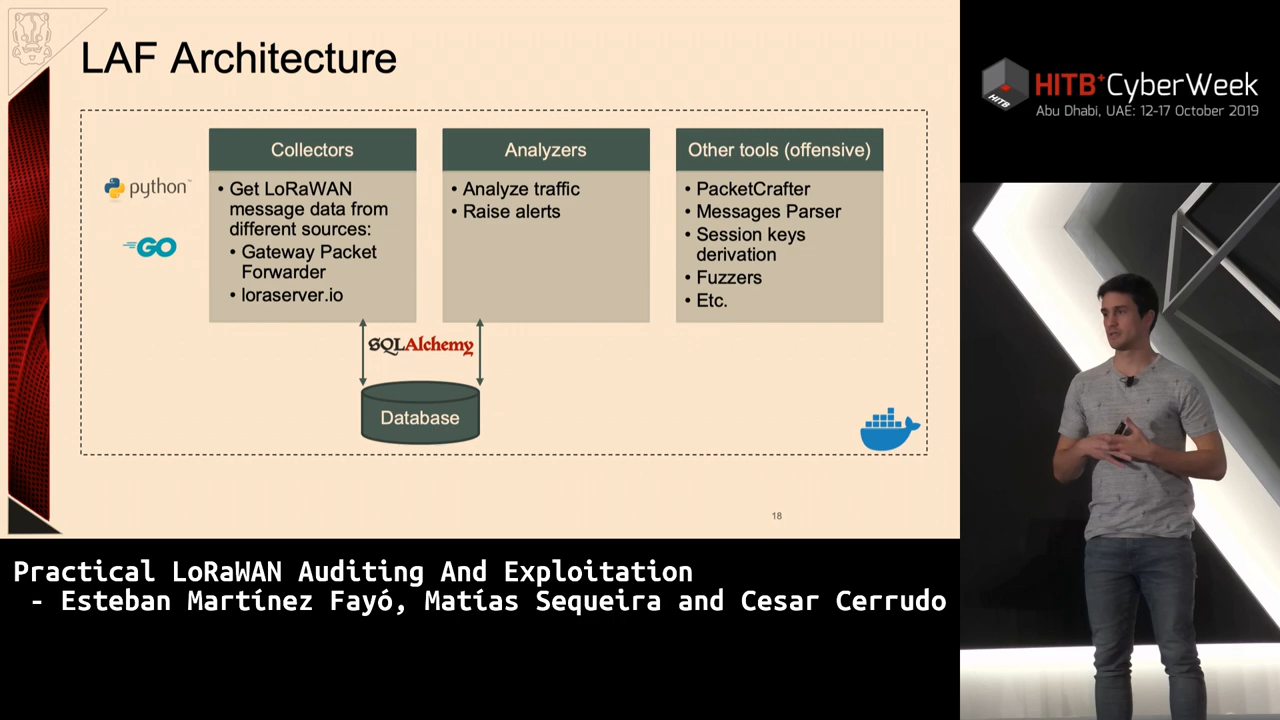 LAF Architecture
HITB+CyberWeek
HITB
Abu Dhabi, UAE: 12-17 October 2019
python
GO
Collectors
• Get LoRaWAN
message data from
different sources:
• Gateway Packet
Forwarder
• loraserver.io
Analyzers
• Analyze traffic
• Raise alerts
Other tools (offensive)
• PacketCrafter
• Messages Parser
• Session keys
derivation
• Fuzzers
• Etc.
SQLAlchemy
Database
18
Practical LoRaWAN Auditing And Exploitation
- Esteban Martínez Fayó, Matías Sequeira and Cesar Cerrudo